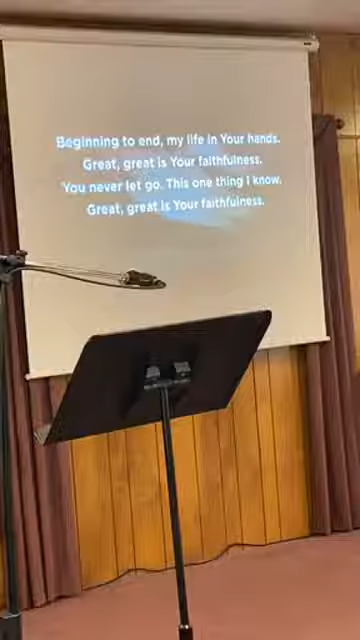 Beginning to end, my life in Your hands.
Great, great is Your faithfulness.
You never let go. This one thing I know.
Great, great is Your faithfulness.